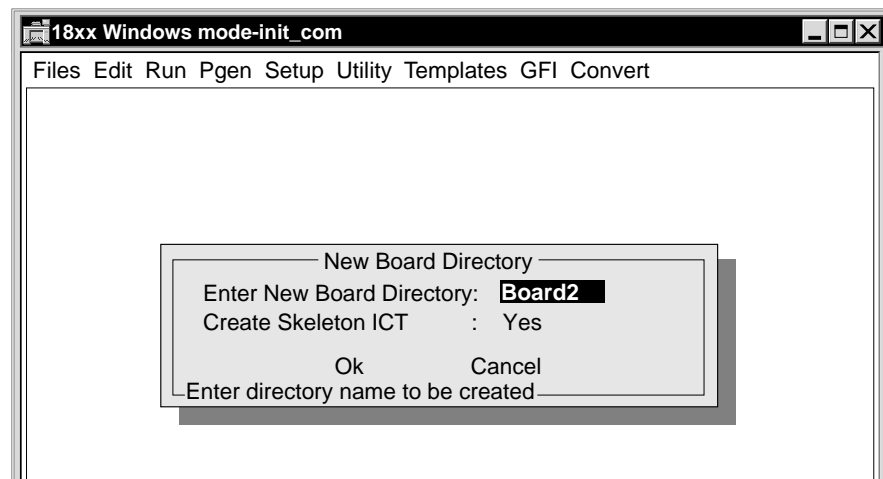 18xx Windows mode-init_com
Files Edit Run Pgen Setup Utility Templates GFI Convert
New Board Directory
Enter New Board Directory: Board2
Create Skeleton ICT : Yes
Ok Cancel
Enter directory name to be created